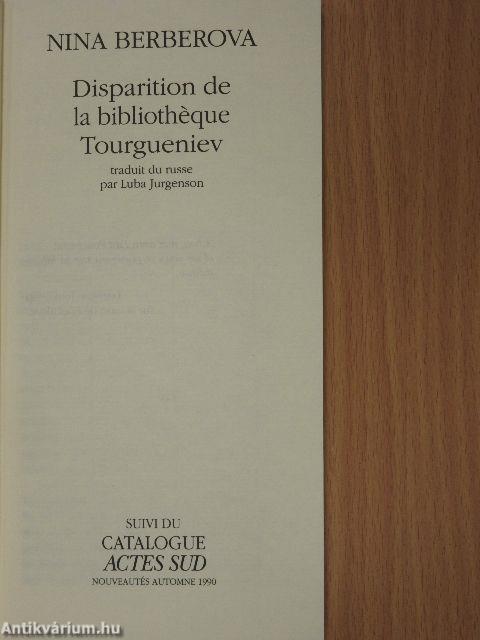 NINA BERBEROVA
Disparition de
la bibliothèque
Tourgueniev
traduit du russe
par Luba Jurgenson
SUIVI DU
CATALOGUE
ACTES SUD
NOUVEAUTÉS AUTOMNE 1990
Antikvárium.hu